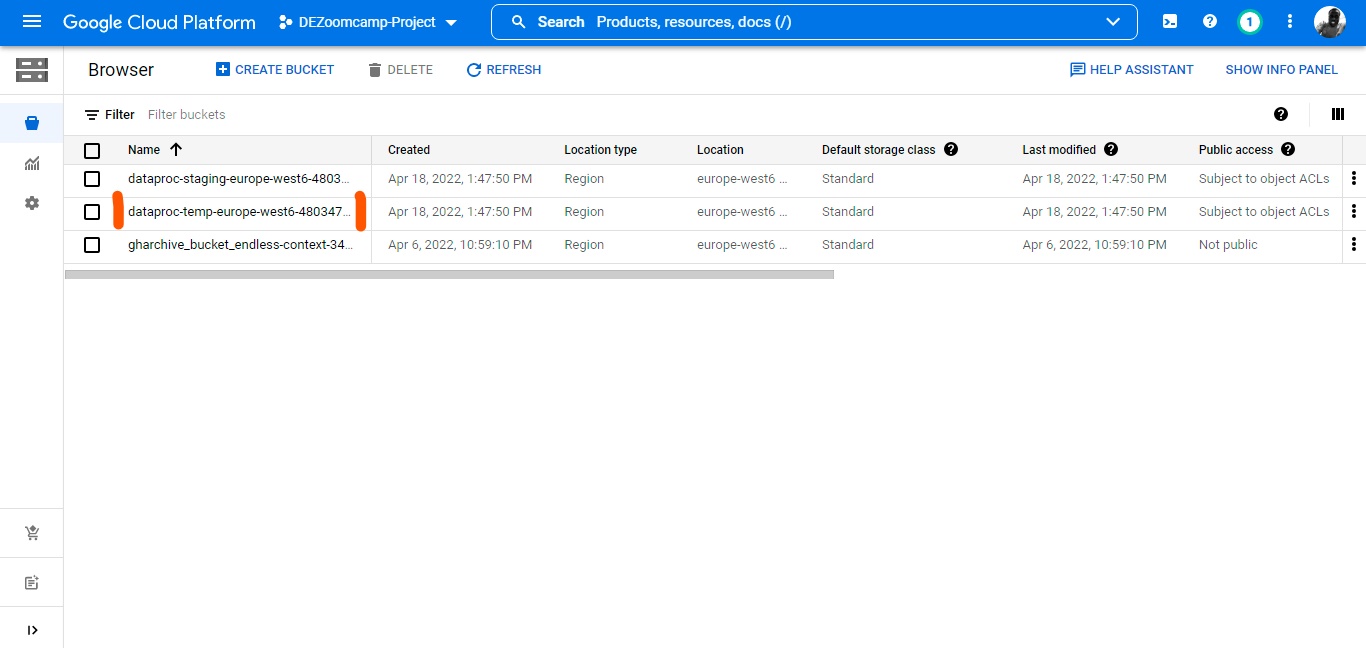 Google Cloud Platform DEZoomcamp-Project Search Products, resources, docs (/) 1
Browser CREATE BUCKET DELETE REFRESH HELP ASSISTANT SHOW INFO PANEL
Filter Filter buckets
Name Created Location type Location Default storage class Last modified Public access
dataproc-staging-europe-west6-4803... Apr 18, 2022, 1:47:50 PM Region europe-west6 ... Standard Apr 18, 2022, 1:47:50 PM Subject to object ACLs
dataproc-temp-europe-west6-480347... Apr 18, 2022, 1:47:50 PM Region europe-west6 ... Standard Apr 18, 2022, 1:47:50 PM Subject to object ACLs
gharchive_bucket_endless-context-34... Apr 6, 2022, 10:59:10 PM Region europe-west6 ... Standard Apr 6, 2022, 10:59:10 PM Not public